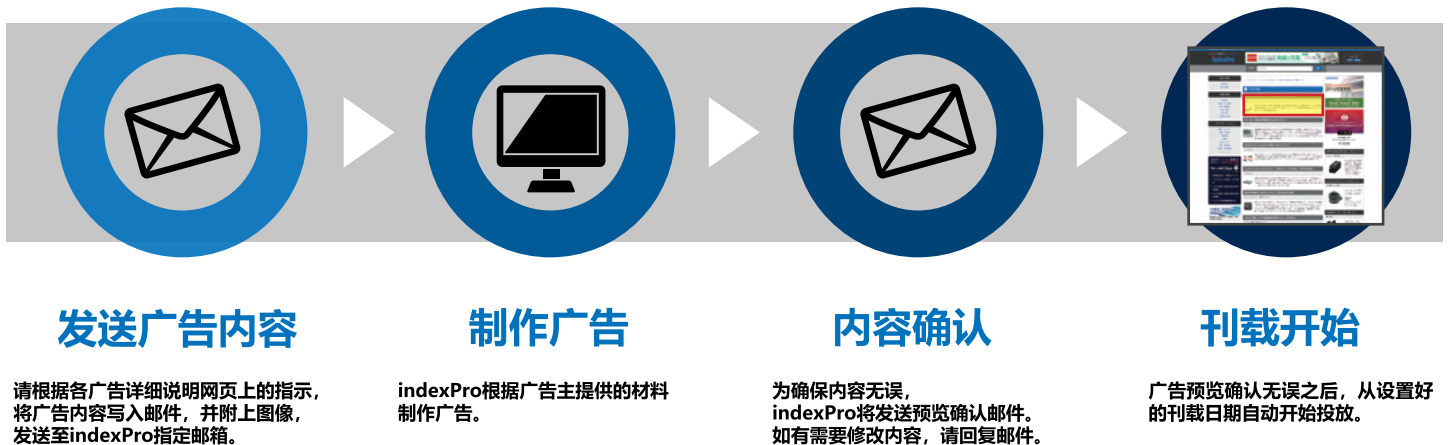 indexPro
发送广告内容
请根据各广告详细说明网页上的指示，
将广告内容写入邮件，并附上图像，
发送至indexPro指定邮箱。
制作广告
indexPro根据广告主提供的材料
制作广告。
内容确认
为确保内容无误，
indexPro将发送预览确认邮件。
如有需要修改内容，请回复邮件。
刊载开始
广告预览确认无误之后，从设置好
的刊载日期自动开始投放。